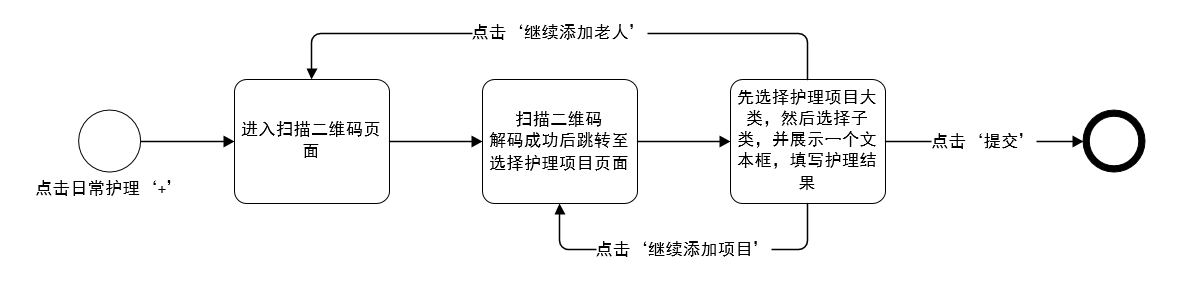 点击‘继续添加老人’
进入扫描二维码页
面
扫描二维码
解码成功后跳转至
选择护理项目页面
先选择护理项目大
类，然后选择子
类，并展示一个文
本框，填写护理结
果
点击‘提交’
点击日常护理‘+’
点击‘继续添加项目’